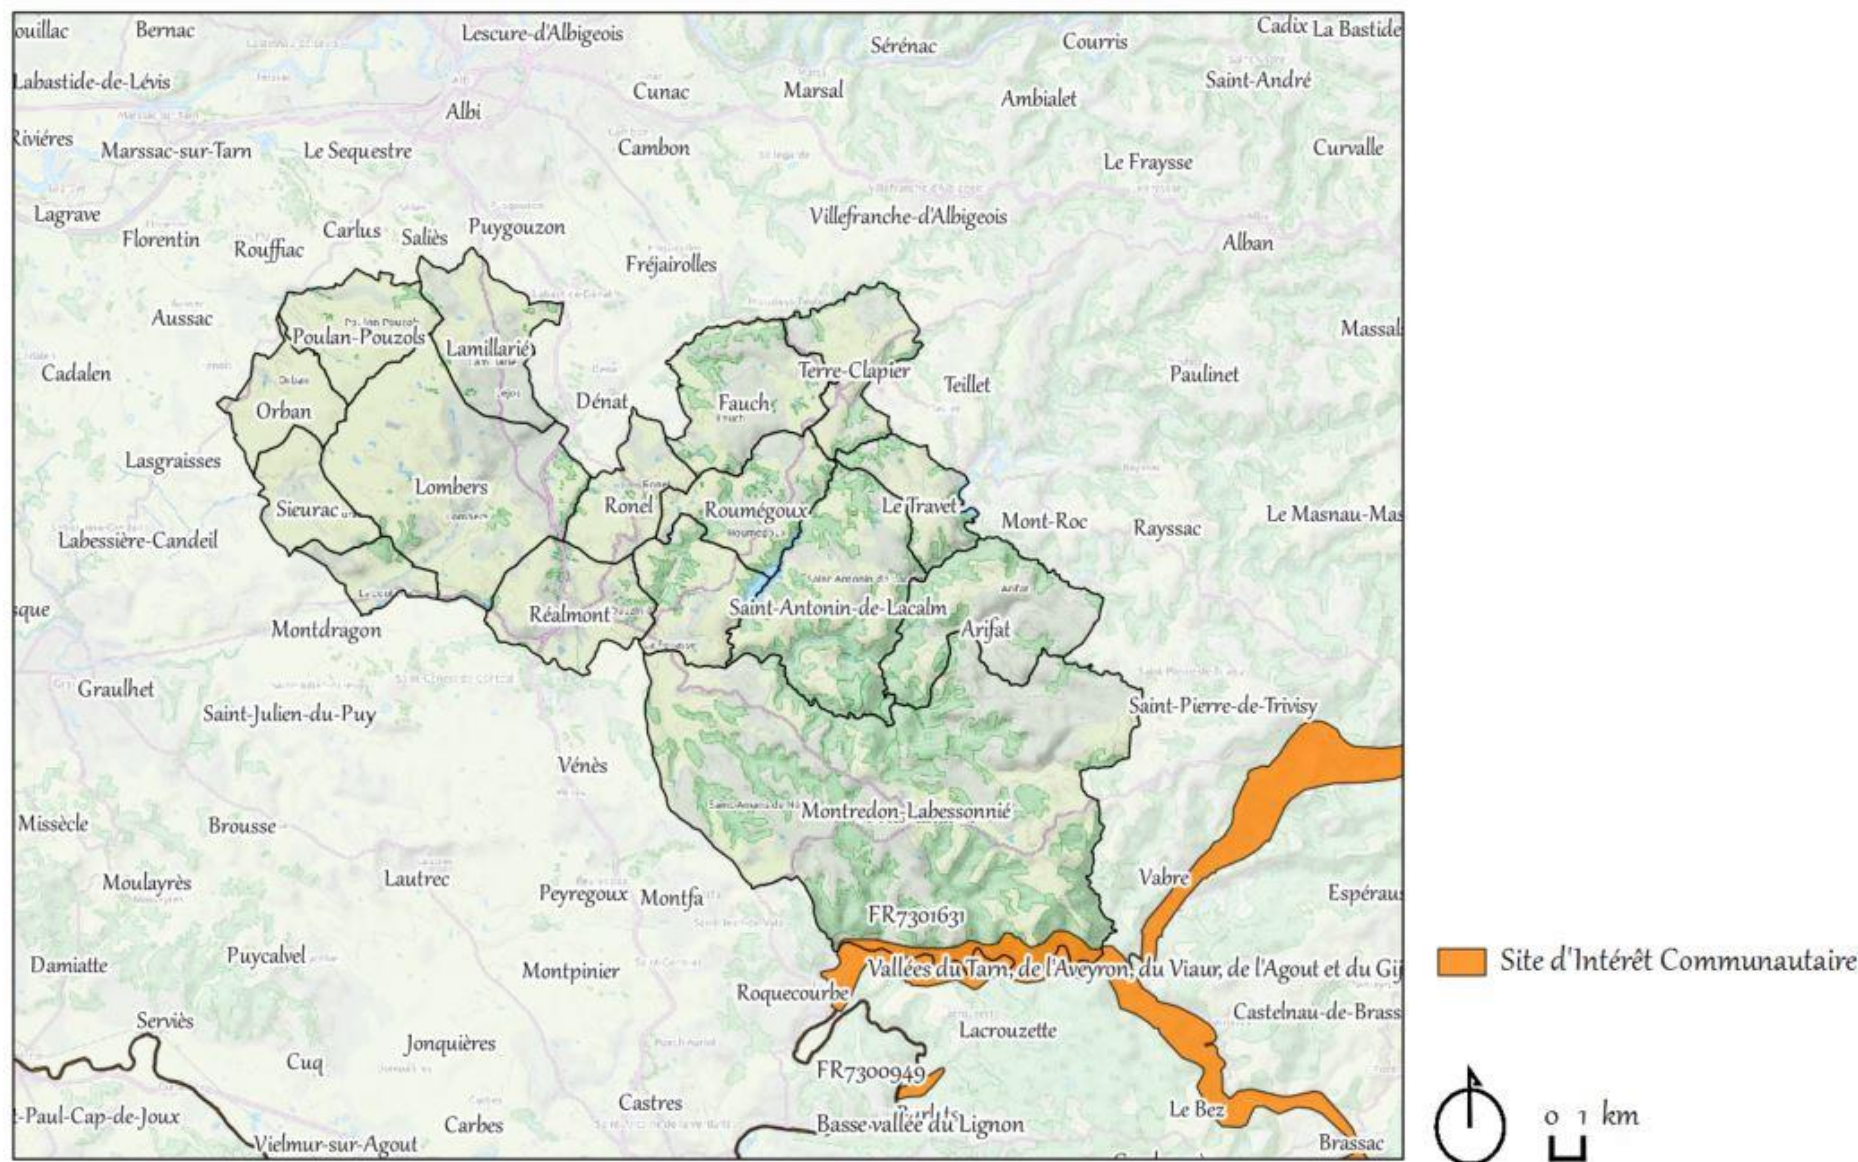 ouillac
Bernac
Lescure-d'Albigeois
Sérénac
Courris
Cadix
La Bastide
Labastide-de-Lévis
Cunac
Marsal
Ambialet
Saint-André
Albi
Riviéres
Marssac-sur-Tarn
Le Sequestre
Cambon
Le Fraysse
Curvalle
Lagrave
Florentin
Rouffiac
Carlus
Saliès
Puygouzon
Villefranche-d'Albigeois
Alban
Fréjairolles
Aussac
Poulan-Pouzols
Lamillarié
Massal
Cadalen
Terre-Clapier
Teillet
Paulinet
Orban
Dénat
Fauch
Lasgraisses
Lombers
Sieurac
Ronel
Roumégoux
Le Travet
Mont-Roc
Rayssac
Le Masnau-Mas
Labessière-Candeil
sque
Montdragon
Réalmont
Saint-Antonin-de-Lacalm
Arifat
Graulhet
Saint-Julien-du-Puy
Saint-Pierre-de-Trivisy
Vénès
Missècle
Brousse
Montredon-Labessonnié
Moulayrès
Lautrec
Peyregoux
Montfa
Vabre
Espéraus
FR7301631
Damiatte
Puycalvel
Montpinier
Vallées du Tarn, de l'Aveyron, du Viaur, de l'Agout et du Gij
Site d'Intérêt Communautaire
Roquecourbe
Serviès
Lacrouzette
Castelnau-de-Brass
Cuq
Jonquières
FR7300949
t-Paul-Cap-de-Joux
Carbes
Castres
Burlats
Basse vallée du Lignon
Le Bez
Vielmur-sur-Agout
Brassac
0 1 km